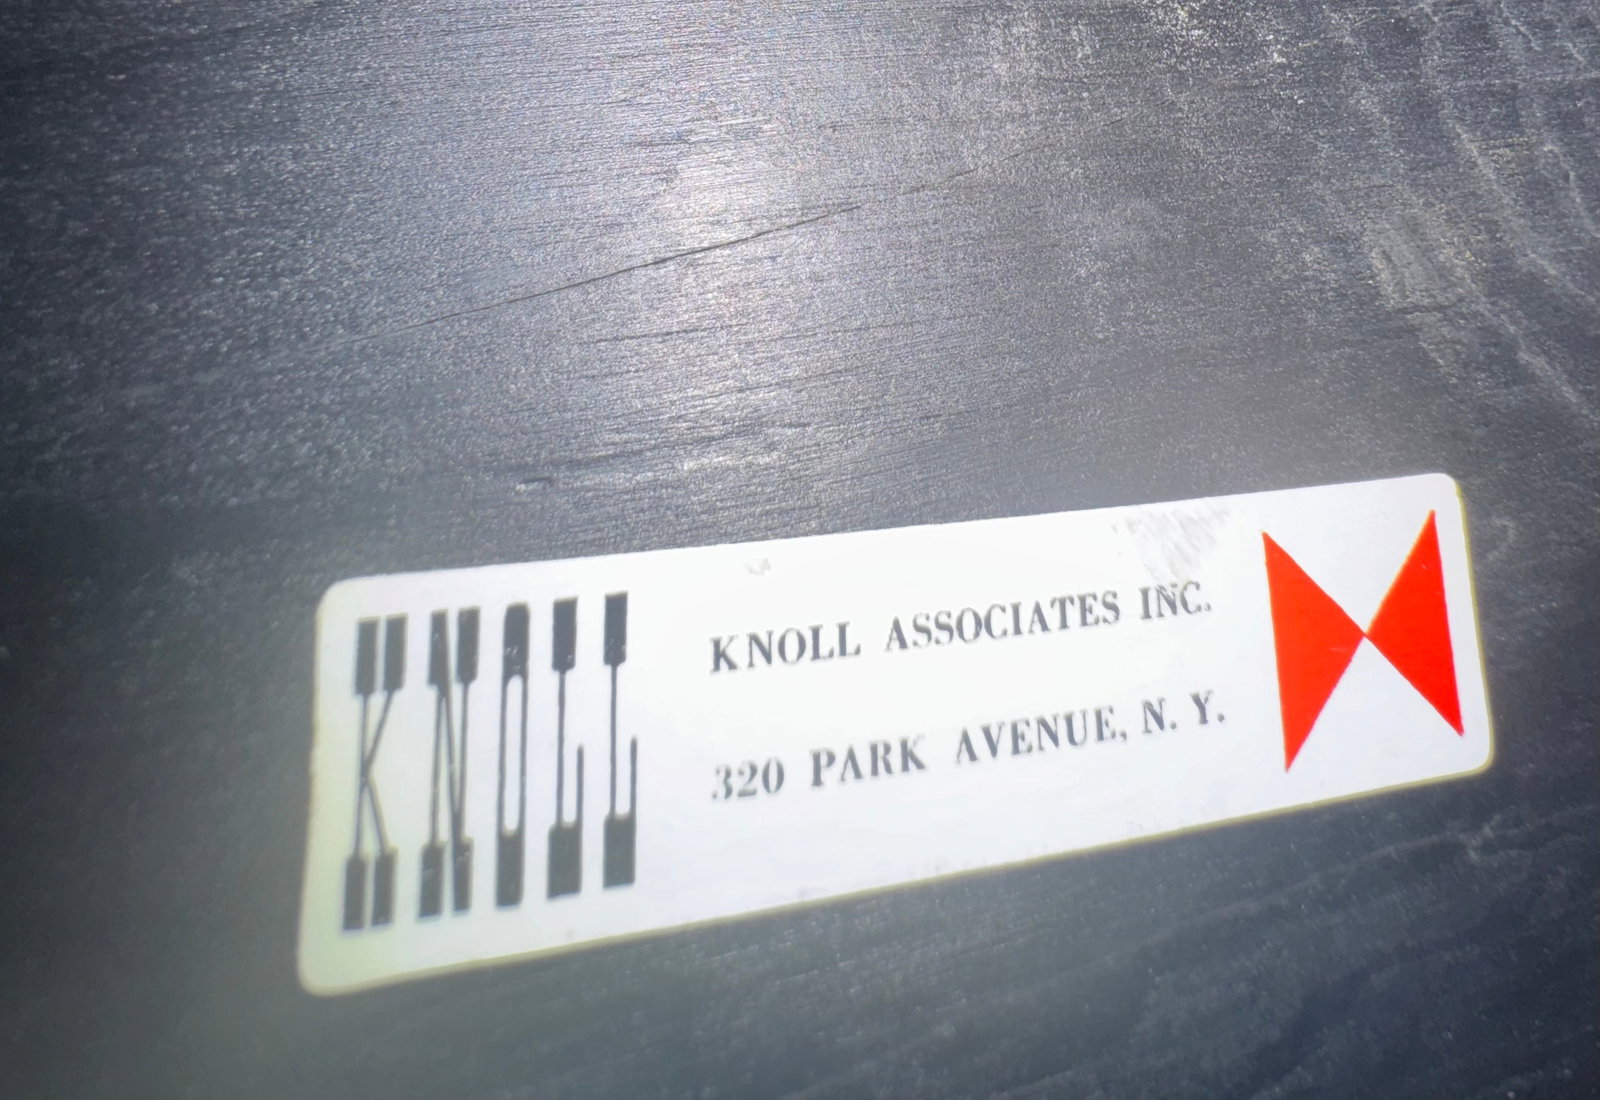 KNOLL
KNOLL ASSOCIATES INC.
320 PARK AVENUE, N. Y.